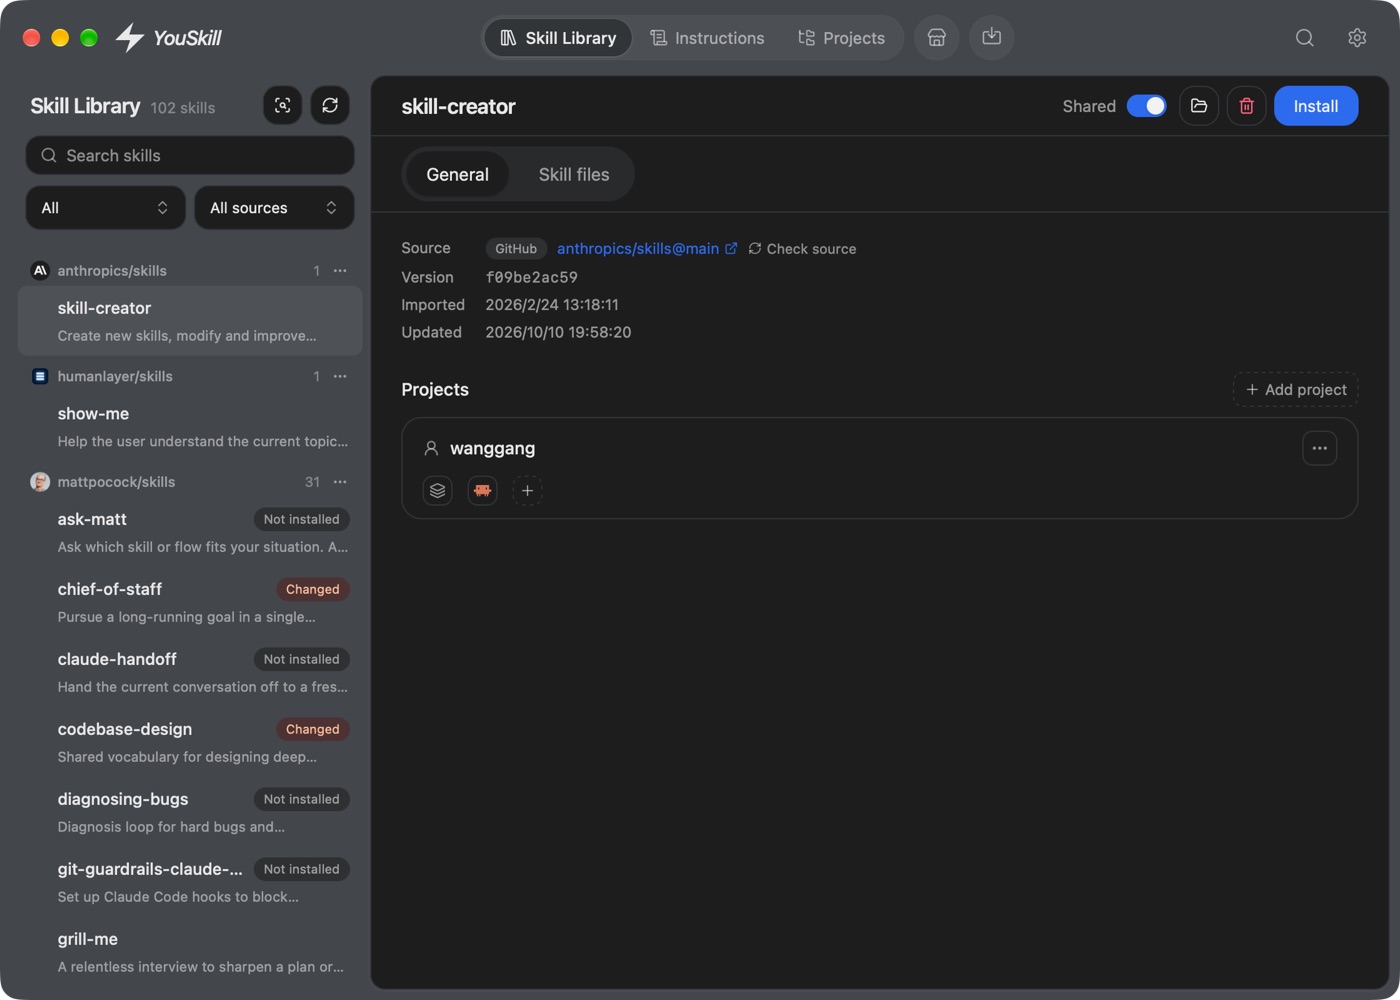 YouSkill
Skill Library
Instructions
Projects
Skill Library 102 skills
Search skills
All
All sources
anthropics/skills 1
skill-creator
Create new skills, modify and improve...
humanlayer/skills 1
show-me
Help the user understand the current topic...
mattpocock/skills 31
ask-matt Not installed
Ask which skill or flow fits your situation. A...
chief-of-staff Changed
Pursue a long-running goal in a single...
claude-handoff Not installed
Hand the current conversation off to a fres...
codebase-design Changed
Shared vocabulary for designing deep...
diagnosing-bugs Not installed
Diagnosis loop for hard bugs and...
git-guardrails-claude-... Not installed
Set up Claude Code hooks to block...
grill-me
A relentless interview to sharpen a plan or...
skill-creator
Shared
Install
General
Skill files
Source GitHub anthropics/skills@main Check source
Version f09be2ac59
Imported 2026/2/24 13:18:11
Updated 2026/10/10 19:58:20
Projects
+ Add project
wanggang